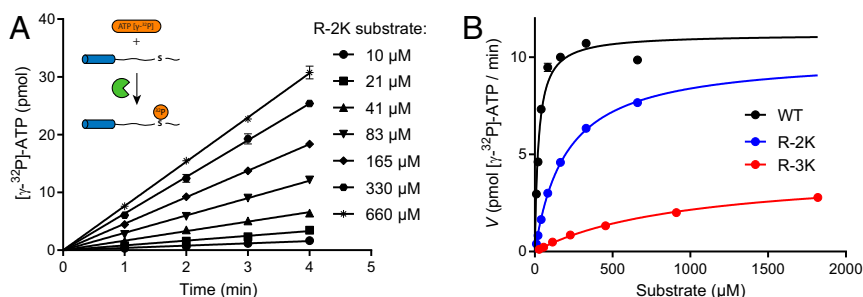 A
ATP [γ-³²P]
+
s
³²P
s
R-2K substrate:
10 µM
21 µM
41 µM
83 µM
165 µM
330 µM
660 µM
[γ-³²P]-ATP (pmol)
40
30
20
10
0
0 1 2 3 4 5
Time (min)
B
V (pmol [γ-³²P]-ATP / min)
10
5
0
WT
R-2K
R-3K
0 500 1000 1500 2000
Substrate (µM)